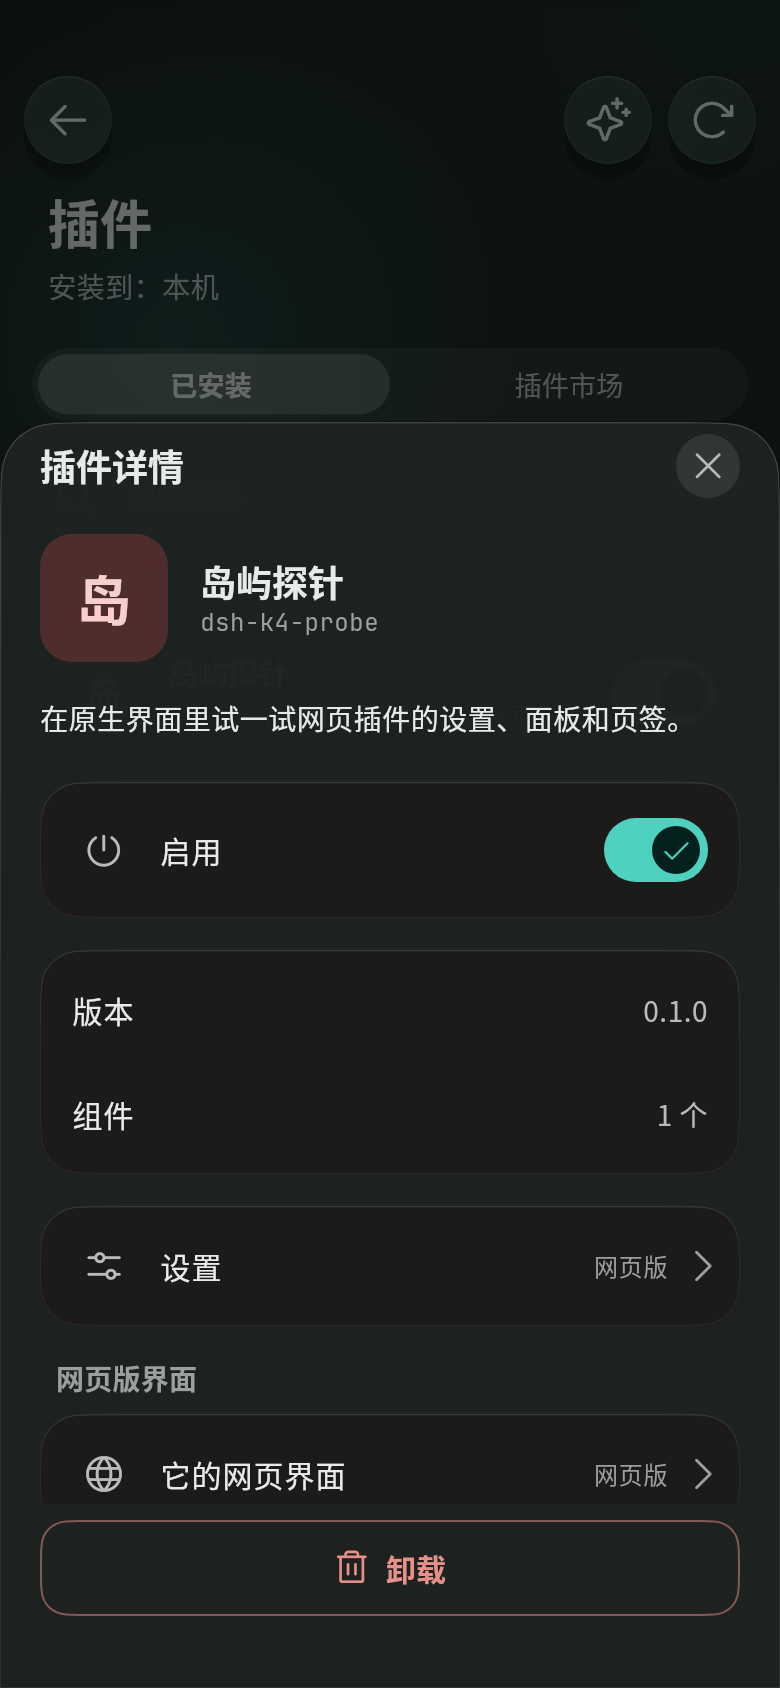 插件
安装到：本机
已安装
插件市场
插件详情
岛
岛屿探针
dsh-k4-probe
在原生界面里试一试网页插件的设置、面板和页签。
启用
版本
0.1.0
组件
1 个
设置
网页版
网页版界面
它的网页界面
网页版
卸载